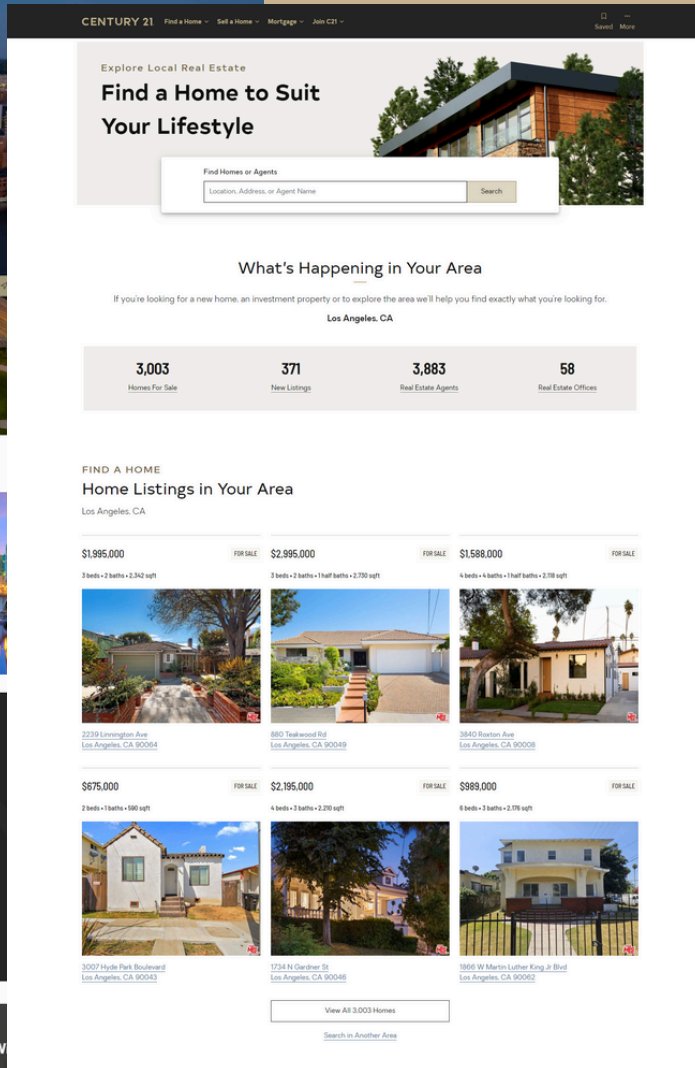 CENTURY 21 Find a Home Sell a Home Mortgage Join C21
Saved More
Explore Local Real Estate
Find a Home to Suit
Your Lifestyle
Find Homes or Agents
Location, Address, or Agent Name Search
What's Happening in Your Area
If you're looking for a new home, an investment property or to explore the area we'll help you find exactly what you're looking for.
Los Angeles, CA
3,003 371 3,883 58
Homes For Sale New Listings Real Estate Agents Real Estate Offices
FIND A HOME
Home Listings in Your Area
Los Angeles, CA
$1,995,000 FOR SALE $2,995,000 FOR SALE $1,588,000 FOR SALE
3 beds • 2 baths • 2,342 sqft 3 beds • 2 baths • 1 half baths • 2,730 sqft 4 beds • 4 baths • 1 half baths • 2,118 sqft
2239 Linnington Ave 880 Teakwood Rd 3840 Roxton Ave
Los Angeles, CA 90064 Los Angeles, CA 90049 Los Angeles, CA 90008
$675,000 FOR SALE $2,195,000 FOR SALE $989,000 FOR SALE
2 beds • 1 baths • 590 sqft 4 beds • 3 baths • 2,210 sqft 6 beds • 3 baths • 2,176 sqft
3007 Hyde Park Boulevard 1734 N Gardner St 1866 W Martin Luther King Jr Blvd
Los Angeles, CA 90043 Los Angeles, CA 90046 Los Angeles, CA 90062
View All 3,003 Homes
Search in Another Area